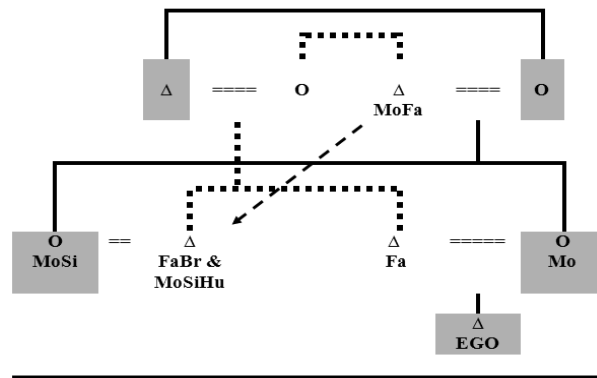 Δ ==== O Δ ==== O
MoFa
O == Δ Δ ===== O
MoSi FaBr & Fa Mo
MoSiHu
Δ
EGO